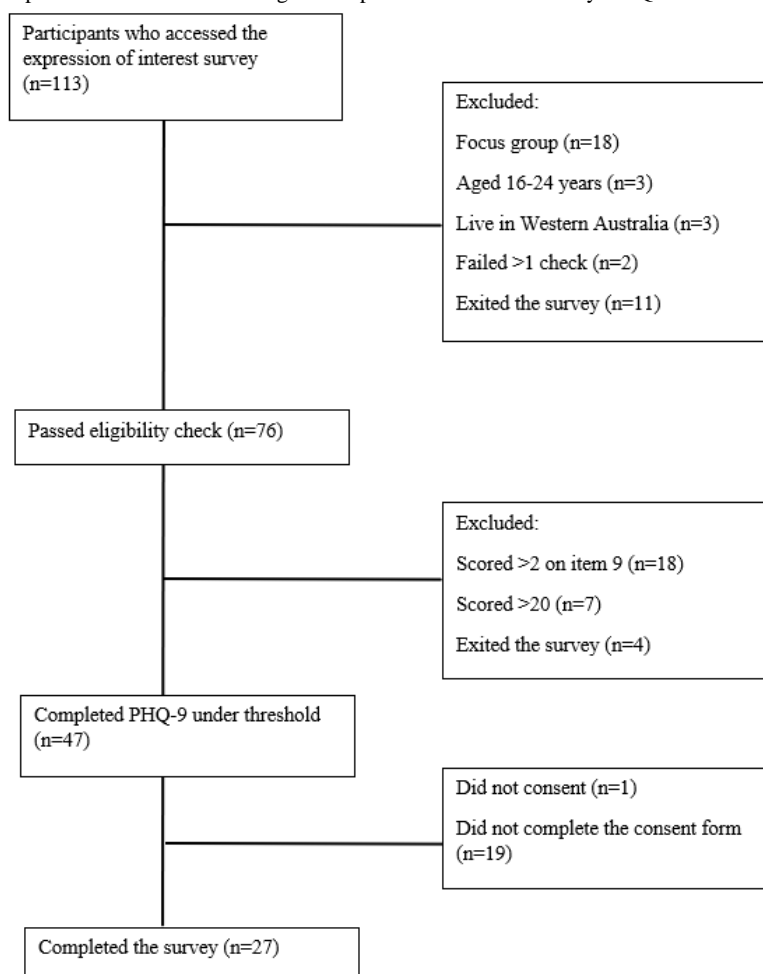 Participants who accessed the
expression of interest survey
(n=113)
Excluded:
Focus group (n=18)
Aged 16-24 years (n=3)
Live in Western Australia (n=3)
Failed >1 check (n=2)
Exited the survey (n=11)
Passed eligibility check (n=76)
Excluded:
Scored >2 on item 9 (n=18)
Scored >20 (n=7)
Exited the survey (n=4)
Completed PHQ-9 under threshold
(n=47)
Did not consent (n=1)
Did not complete the consent form
(n=19)
Completed the survey (n=27)